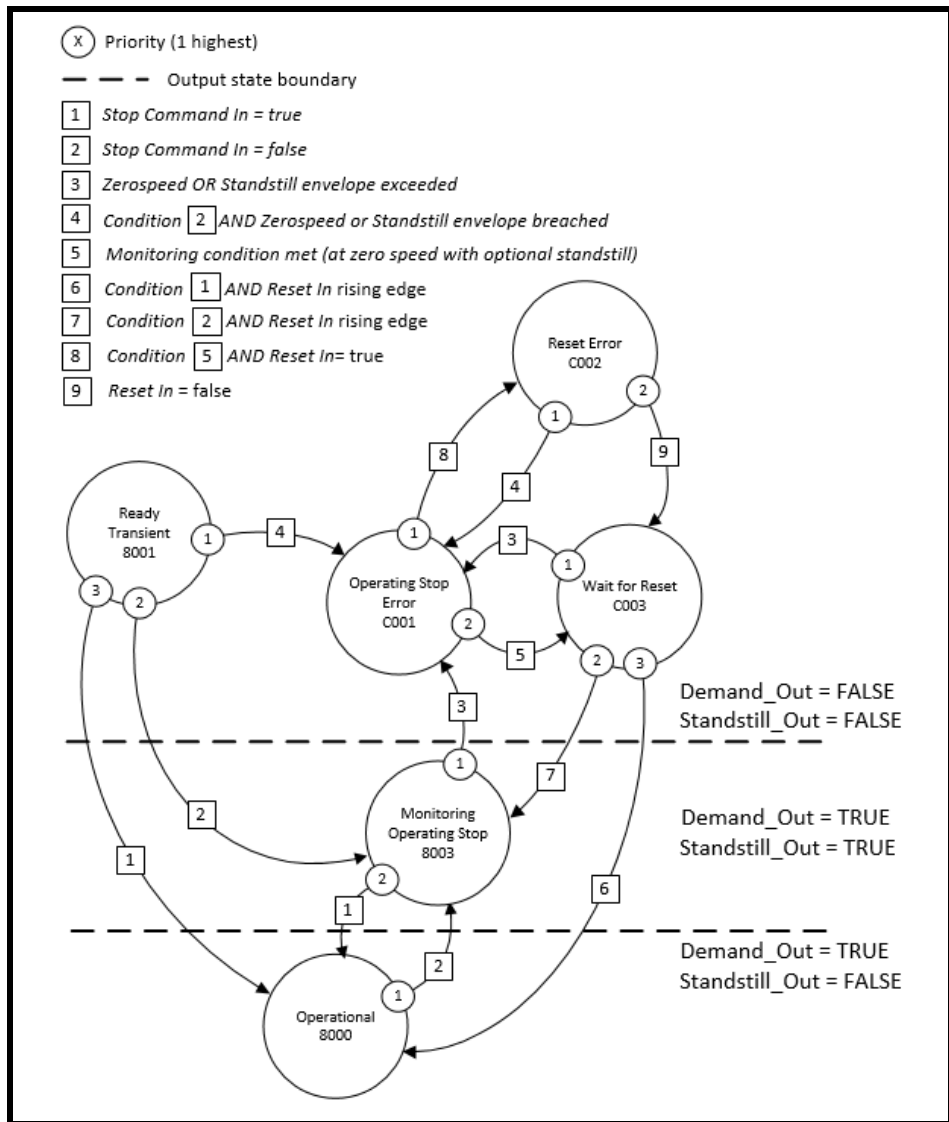 X Priority (1 highest)
Output state boundary
1 Stop Command In = true
2 Stop Command In = false
3 Zerospeed OR Standstill envelope exceeded
4 Condition 2 AND Zerospeed or Standstill envelope breached
5 Monitoring condition met (at zero speed with optional standstill)
6 Condition 1 AND Reset In rising edge
7 Condition 2 AND Reset In rising edge
8 Condition 5 AND Reset In= true
9 Reset In = false
Reset Error
C002
1
2
8
4
9
Ready
Transient
8001
1
3
2
4
1
3
1
Operating Stop
Error
C001
2
5
Wait for Reset
C003
2
3
3
Demand_Out = FALSE
Standstill_Out = FALSE
1
7
Monitoring
Operating Stop
8003
2
2
1
1
6
Demand_Out = TRUE
Standstill_Out = TRUE
2
1
Operational
8000
Demand_Out = TRUE
Standstill_Out = FALSE